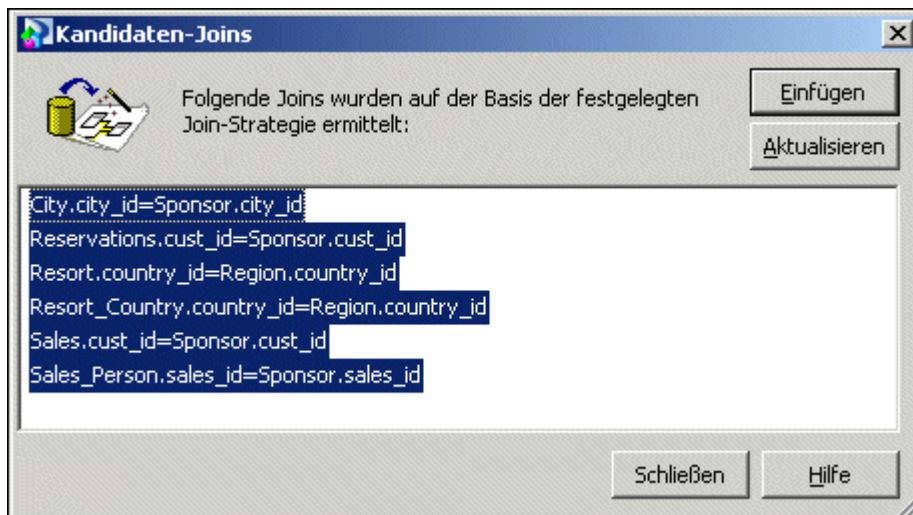 Kandidaten-Joins
Folgende Joins wurden auf der Basis der festgelegten
Join-Strategie ermittelt:
Einfügen
Aktualisieren
City.city_id=Sponsor.city_id
Reservations.cust_id=Sponsor.cust_id
Resort.country_id=Region.country_id
Resort_Country.country_id=Region.country_id
Sales.cust_id=Sponsor.cust_id
Sales_Person.sales_id=Sponsor.sales_id
Schließen
Hilfe